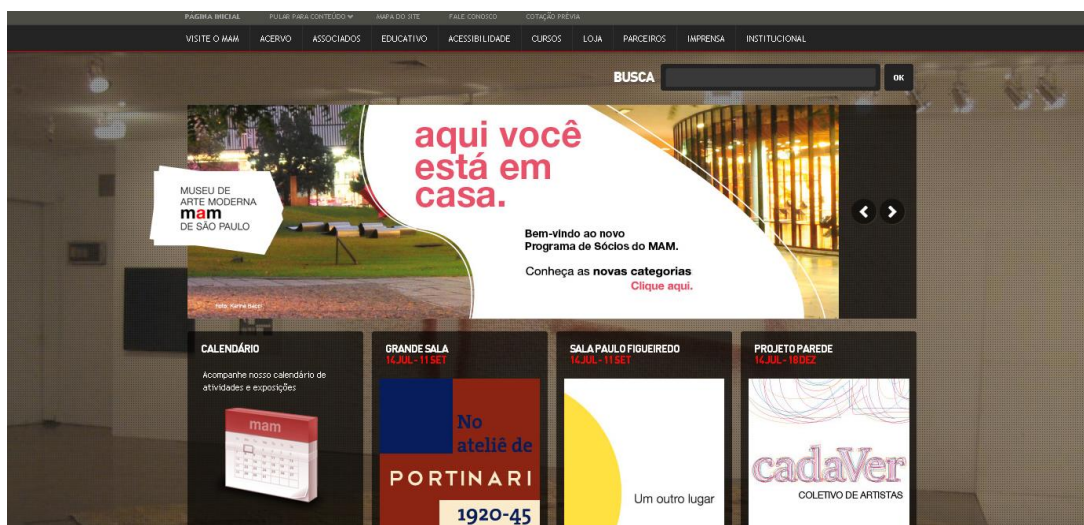 PÁGINA INICIAL PULAR PARA CONTEÚDO MAPA DO SITE FALE CONOSCO COTAÇÃO PRÉVIA
VISITE O MAM ACERVO ASSOCIADOS EDUCATIVO ACESSIBILIDADE CURSOS LOJA PARCEIROS IMPRENSA INSTITUCIONAL
BUSCA OK
MUSEU DE
ARTE MODERNA
mam
DE SÃO PAULO
aqui você
está em
casa.
Bem-vindo ao novo
Programa de Sócios do MAM.
Conheça as novas categorias
Clique aqui.
foto: Karina Bacci
CALENDÁRIO
Acompanhe nosso calendário de
atividades e exposições
mam
GRANDE SALA
14 JUL - 11 SET
No
ateliê de
PORTINARI
1920-45
SALA PAULO FIGUEIREDO
14 JUL - 11 SET
Um outro lugar
PROJETO PAREDE
14 JUL - 18 DEZ
cadaVer
COLETIVO DE ARTISTAS